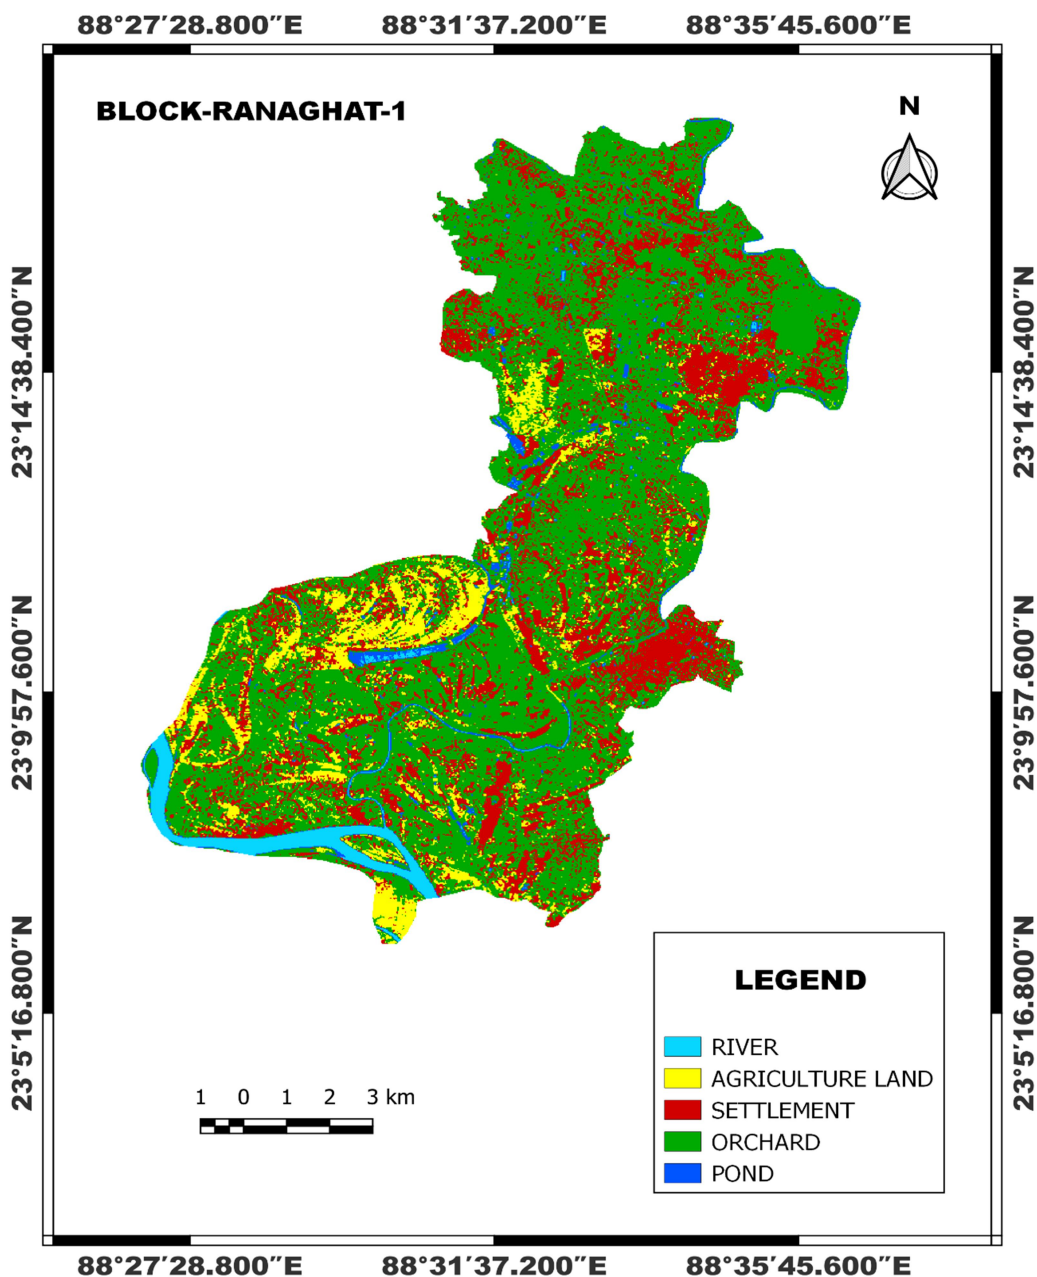 88°27′28.800″E 88°31′37.200″E 88°35′45.600″E
BLOCK-RANAGHAT-1
N
23°14′38.400″N 23°14′38.400″N
23°9′57.600″N 23°9′57.600″N
23°5′16.800″N 23°5′16.800″N
LEGEND
RIVER
AGRICULTURE LAND
SETTLEMENT
ORCHARD
POND
1 0 1 2 3 km
88°27′28.800″E 88°31′37.200″E 88°35′45.600″E